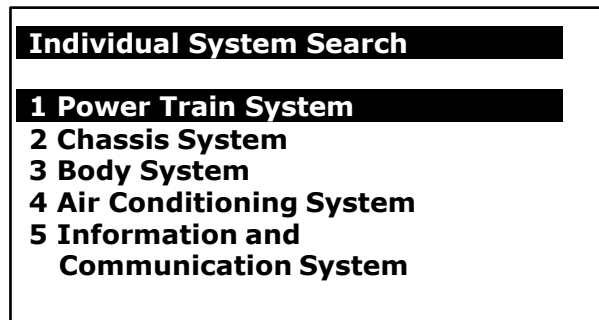 Individual System Search
1 Power Train System
2 Chassis System
3 Body System
4 Air Conditioning System
5 Information and
Communication System